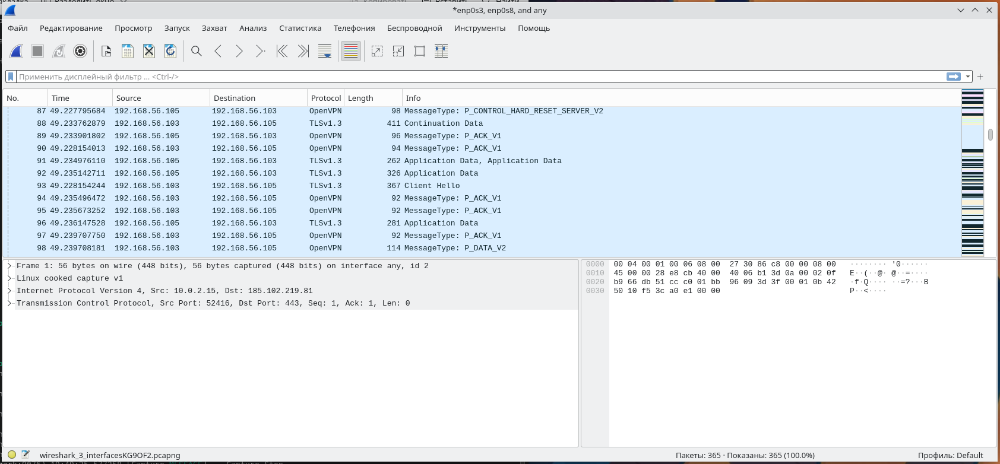 *enp0s3, enp0s8, and any
Файл Редактирование Просмотр Запуск Захват Анализ Статистика Телефония Беспроводной Инструменты Помощь
Применить дисплейный фильтр ... <Ctrl-/>
No. Time Source Destination Protocol Length Info
87 49.227795684 192.168.56.105 192.168.56.103 OpenVPN 98 MessageType: P_CONTROL_HARD_RESET_SERVER_V2
88 49.233762879 192.168.56.103 192.168.56.105 TLSv1.3 411 Continuation Data
89 49.233901802 192.168.56.105 192.168.56.103 OpenVPN 96 MessageType: P_ACK_V1
90 49.228154013 192.168.56.103 192.168.56.105 OpenVPN 94 MessageType: P_ACK_V1
91 49.234976110 192.168.56.105 192.168.56.103 TLSv1.3 262 Application Data, Application Data
92 49.235142711 192.168.56.105 192.168.56.103 TLSv1.3 326 Application Data
93 49.228154244 192.168.56.103 192.168.56.105 TLSv1.3 367 Client Hello
94 49.235496472 192.168.56.103 192.168.56.105 OpenVPN 92 MessageType: P_ACK_V1
95 49.235673252 192.168.56.103 192.168.56.105 OpenVPN 92 MessageType: P_ACK_V1
96 49.236147528 192.168.56.105 192.168.56.103 TLSv1.3 281 Application Data
97 49.239707750 192.168.56.103 192.168.56.105 OpenVPN 92 MessageType: P_ACK_V1
98 49.239708181 192.168.56.103 192.168.56.105 OpenVPN 114 MessageType: P_DATA_V2
Frame 1: 56 bytes on wire (448 bits), 56 bytes captured (448 bits) on interface any, id 2
Linux cooked capture v1
Internet Protocol Version 4, Src: 10.0.2.15, Dst: 185.102.219.81
Transmission Control Protocol, Src Port: 52416, Dst Port: 443, Seq: 1, Ack: 1, Len: 0
0000 00 04 00 01 00 06 08 00 27 30 86 c8 00 00 08 00 ········ '0······
0010 45 00 00 28 e8 cb 40 00 40 06 b1 3d 0a 00 02 0f E··(··@· @··=····
0020 b9 66 db 51 cc c0 01 bb 96 09 3d 3f 00 01 0b 42 ·f·Q···· ··=?···B
0030 50 10 f5 3c a0 e1 00 00 P··<····
wireshark_3_interfacesKG9OF2.pcapng Пакеты: 365 · Показаны: 365 (100.0%) Профиль: Default